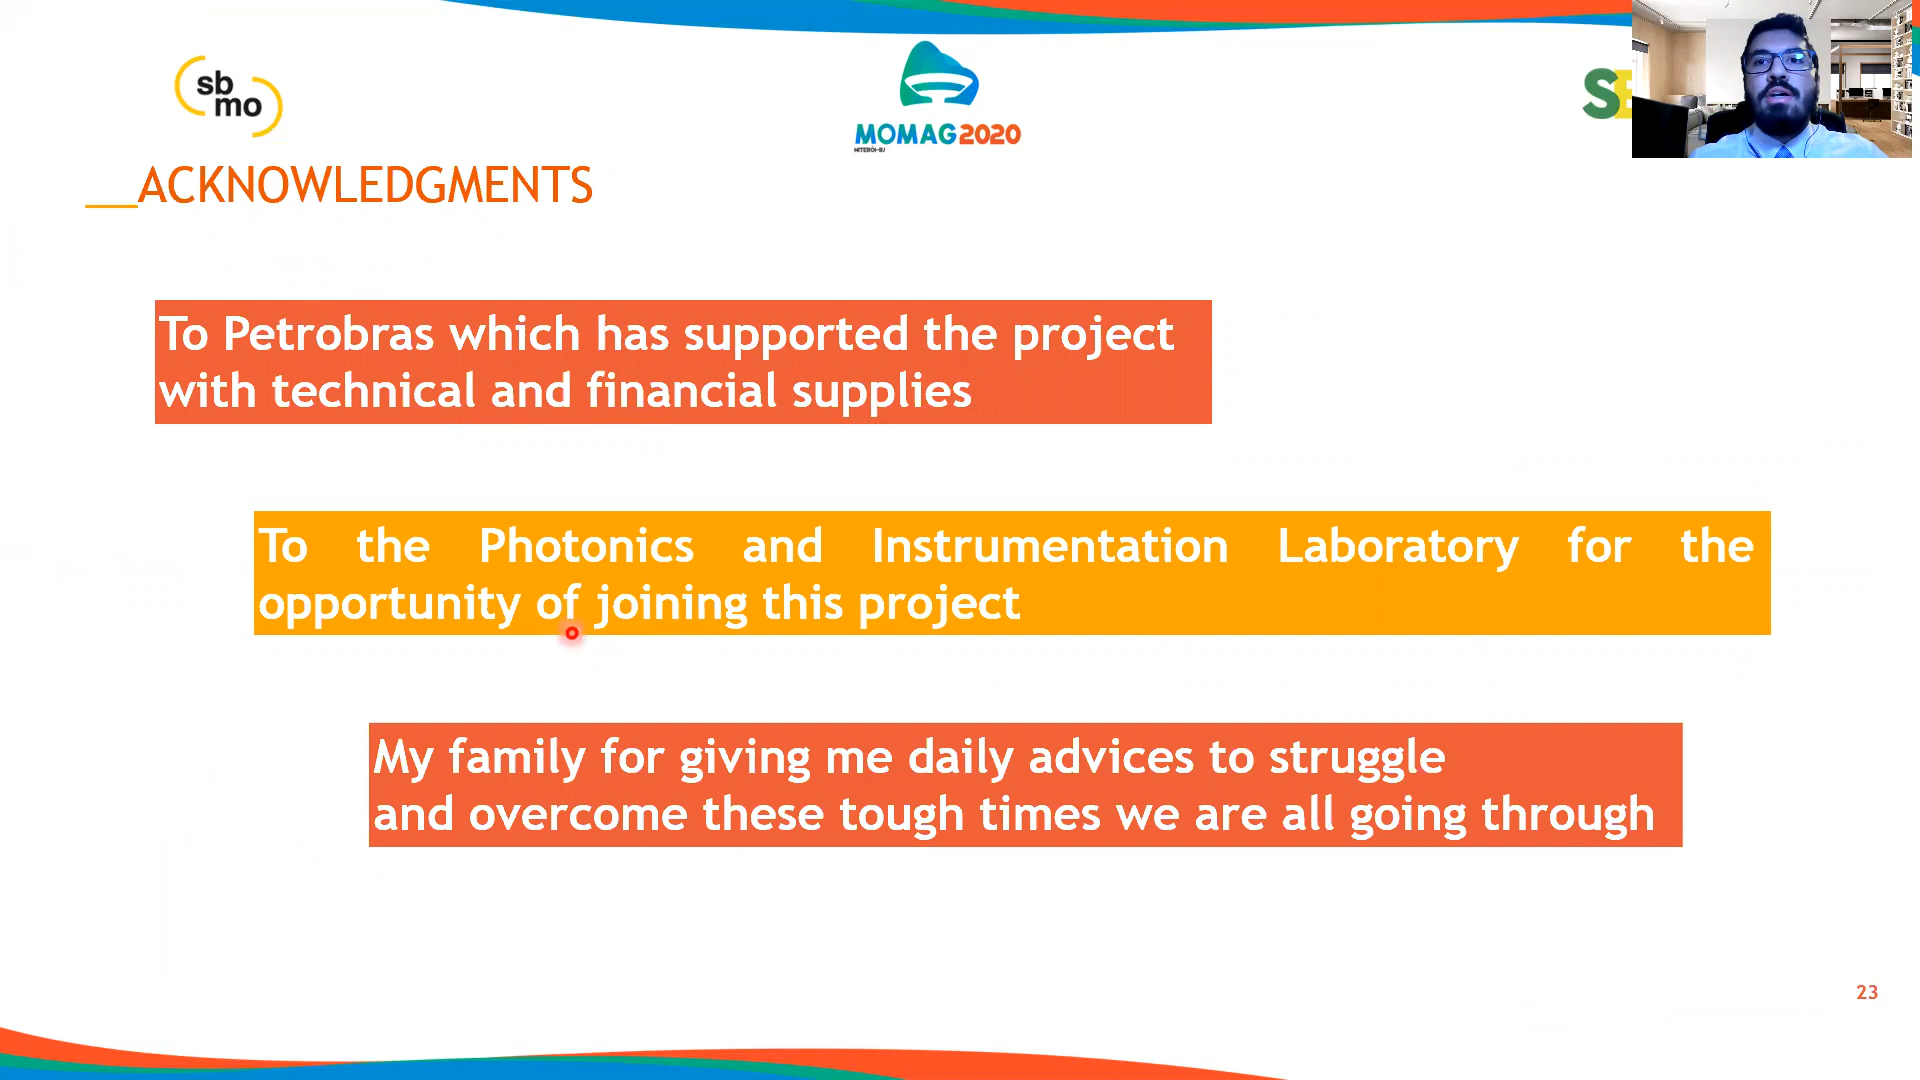 sb
mo
MOMAG2020
NITERÓI-RJ
__ACKNOWLEDGMENTS
To Petrobras which has supported the project
with technical and financial supplies
To the Photonics and Instrumentation Laboratory for the
opportunity of joining this project
My family for giving me daily advices to struggle
and overcome these tough times we are all going through
23